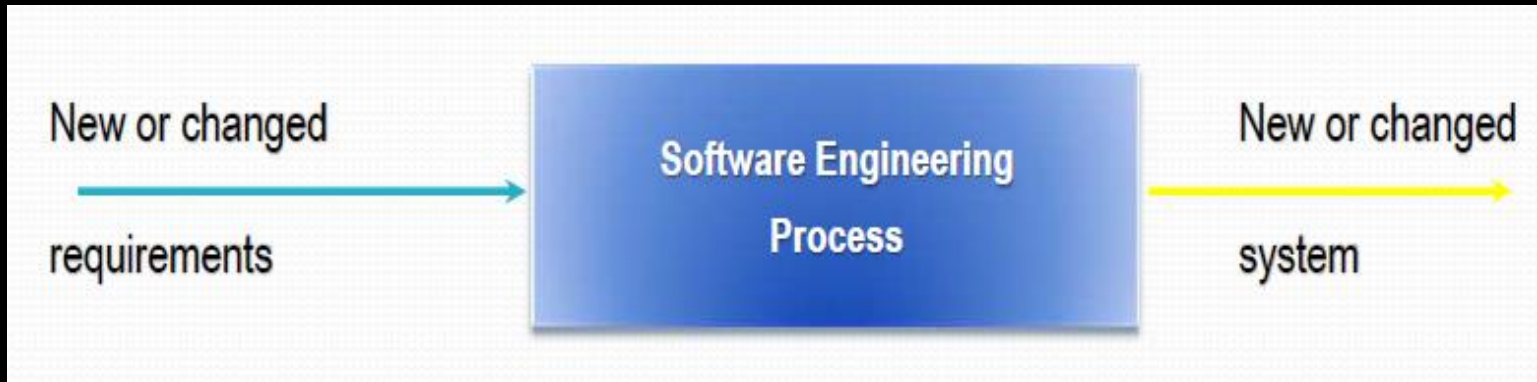 New or changed
requirements
Software Engineering
Process
New or changed
system